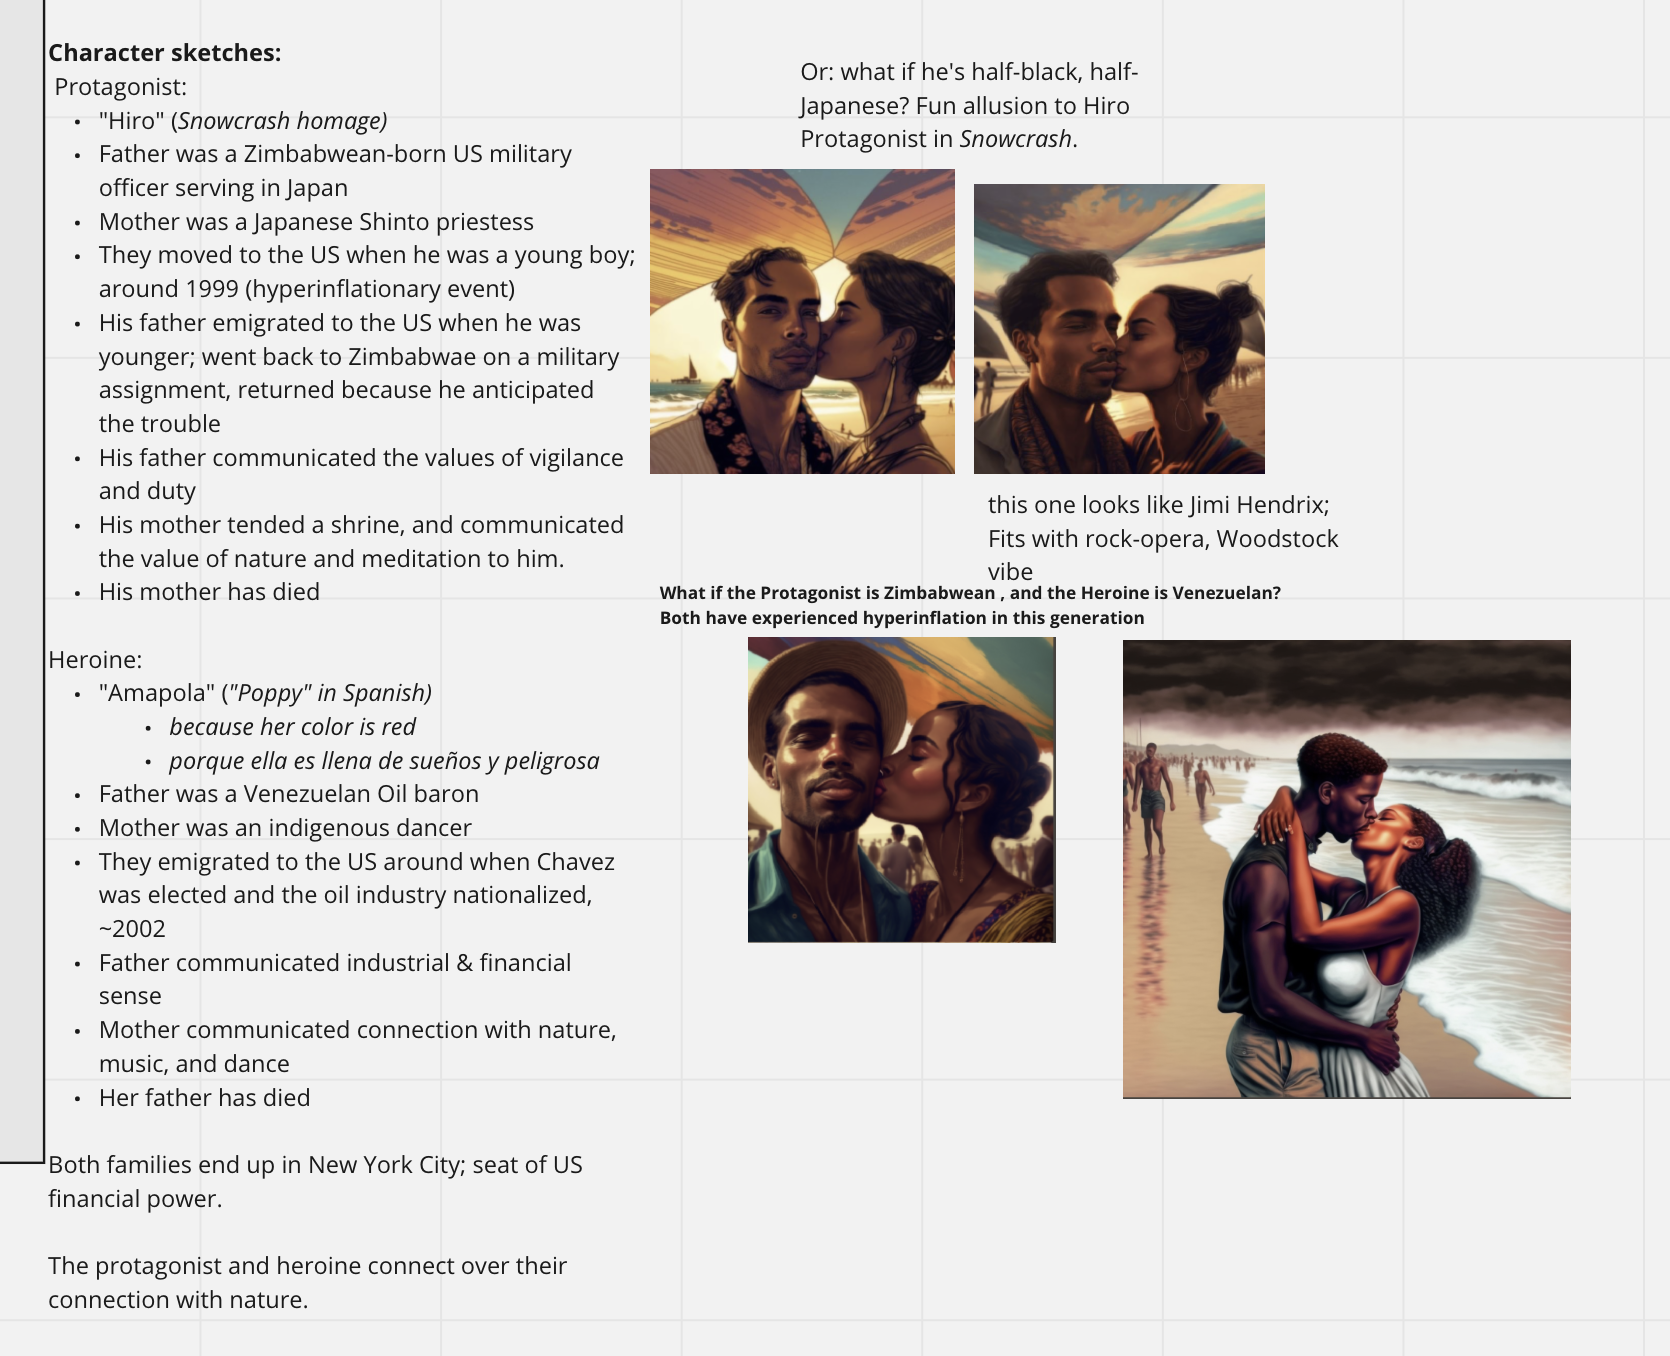 Character sketches:
Protagonist:
• "Hiro" (Snowcrash homage)
• Father was a Zimbabwean-born US military
officer serving in Japan
• Mother was a Japanese Shinto priestess
• They moved to the US when he was a young boy;
around 1999 (hyperinflationary event)
• His father emigrated to the US when he was
younger; went back to Zimbabwae on a military
assignment, returned because he anticipated
the trouble
• His father communicated the values of vigilance
and duty
• His mother tended a shrine, and communicated
the value of nature and meditation to him.
• His mother has died
Heroine:
• "Amapola" ("Poppy" in Spanish)
• because her color is red
• porque ella es llena de sueños y peligrosa
• Father was a Venezuelan Oil baron
• Mother was an indigenous dancer
• They emigrated to the US around when Chavez
was elected and the oil industry nationalized,
~2002
• Father communicated industrial & financial
sense
• Mother communicated connection with nature,
music, and dance
• Her father has died
Both families end up in New York City; seat of US
financial power.
The protagonist and heroine connect over their
connection with nature.
Or: what if he's half-black, half-
Japanese? Fun allusion to Hiro
Protagonist in Snowcrash.
this one looks like Jimi Hendrix;
Fits with rock-opera, Woodstock
vibe
What if the Protagonist is Zimbabwean , and the Heroine is Venezuelan?
Both have experienced hyperinflation in this generation